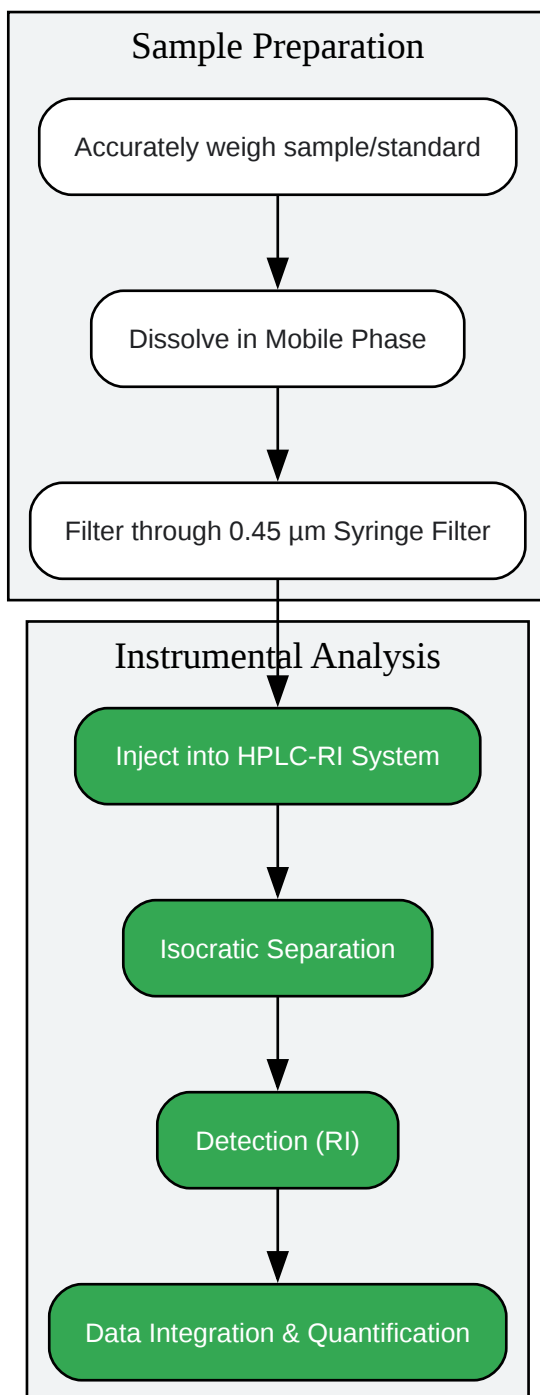 Sample Preparation
Accurately weigh sample/standard
Dissolve in Mobile Phase
Filter through 0.45 µm Syringe Filter
Instrumental Analysis
Inject into HPLC-RI System
Isocratic Separation
Detection (RI)
Data Integration & Quantification